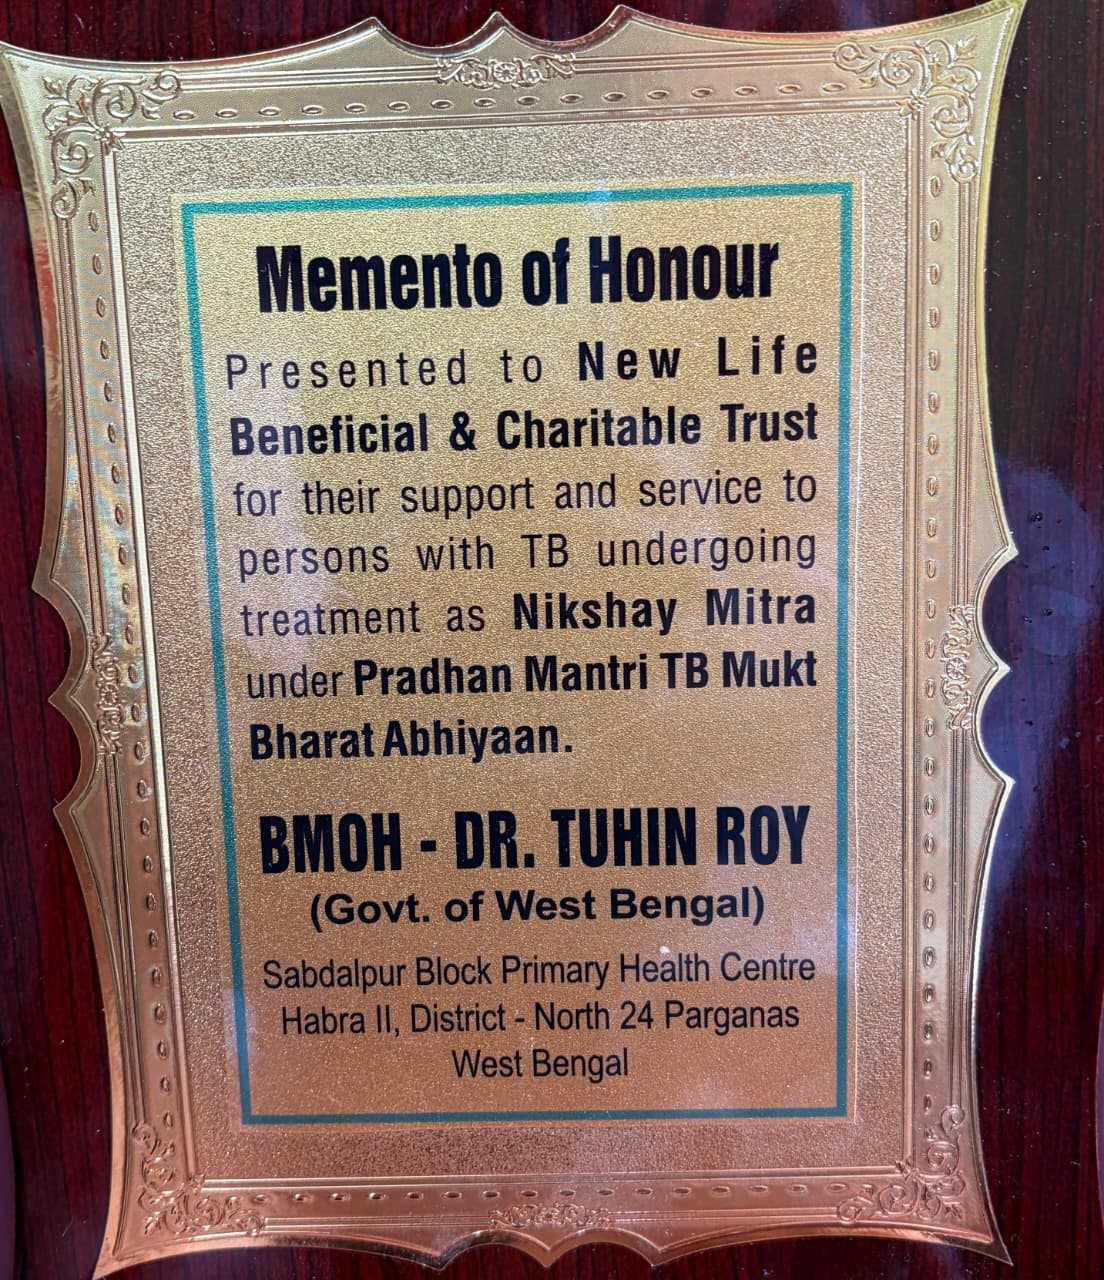 Memento of Honour
Presented to New Life
Beneficial & Charitable Trust
for their support and service to
persons with TB undergoing
treatment as Nikshay Mitra
under Pradhan Mantri TB Mukt
Bharat Abhiyaan.
BMOH - DR. TUHIN ROY
(Govt. of West Bengal)
Sabdalpur Block Primary Health Centre
Habra II, District - North 24 Parganas
West Bengal